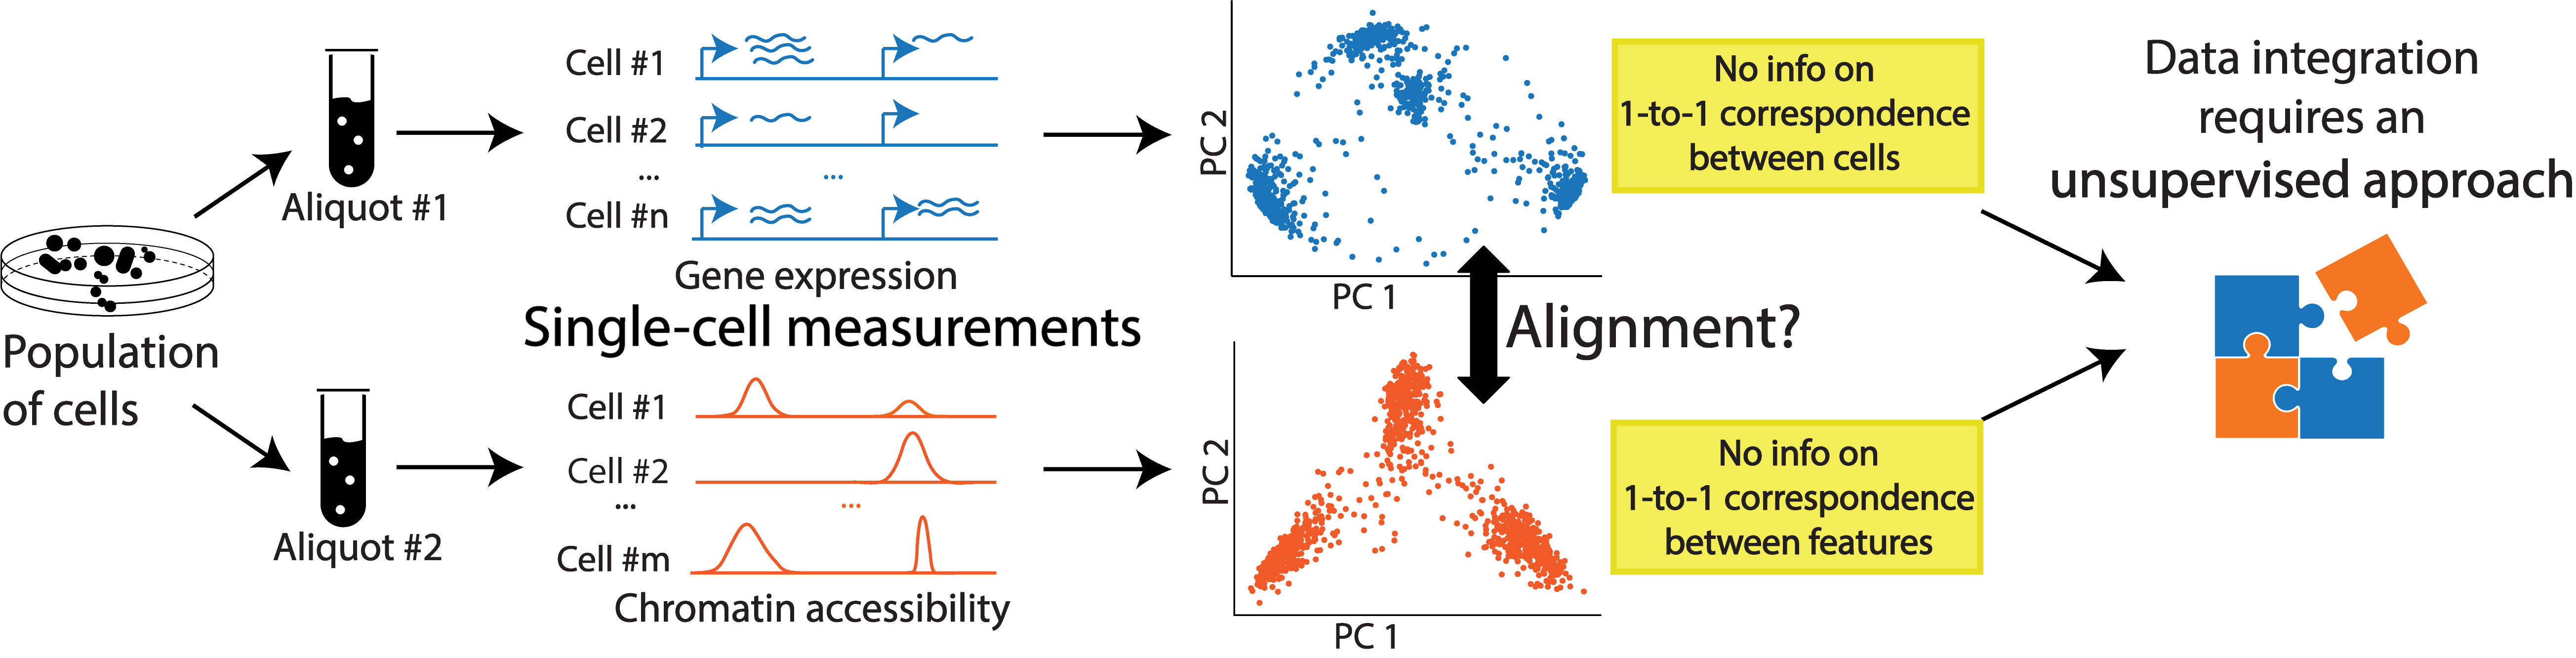 Population
of cells
Aliquot #1
Aliquot #2
Cell #1
Cell #2
...
...
Cell #n
Gene expression
Single-cell measurements
Cell #1
Cell #2
...
...
Cell #m
Chromatin accessibility
PC 2
PC 1
Alignment?
PC 2
PC 1
No info on
1-to-1 correspondence
between cells
No info on
1-to-1 correspondence
between features
Data integration
requires an
unsupervised approach